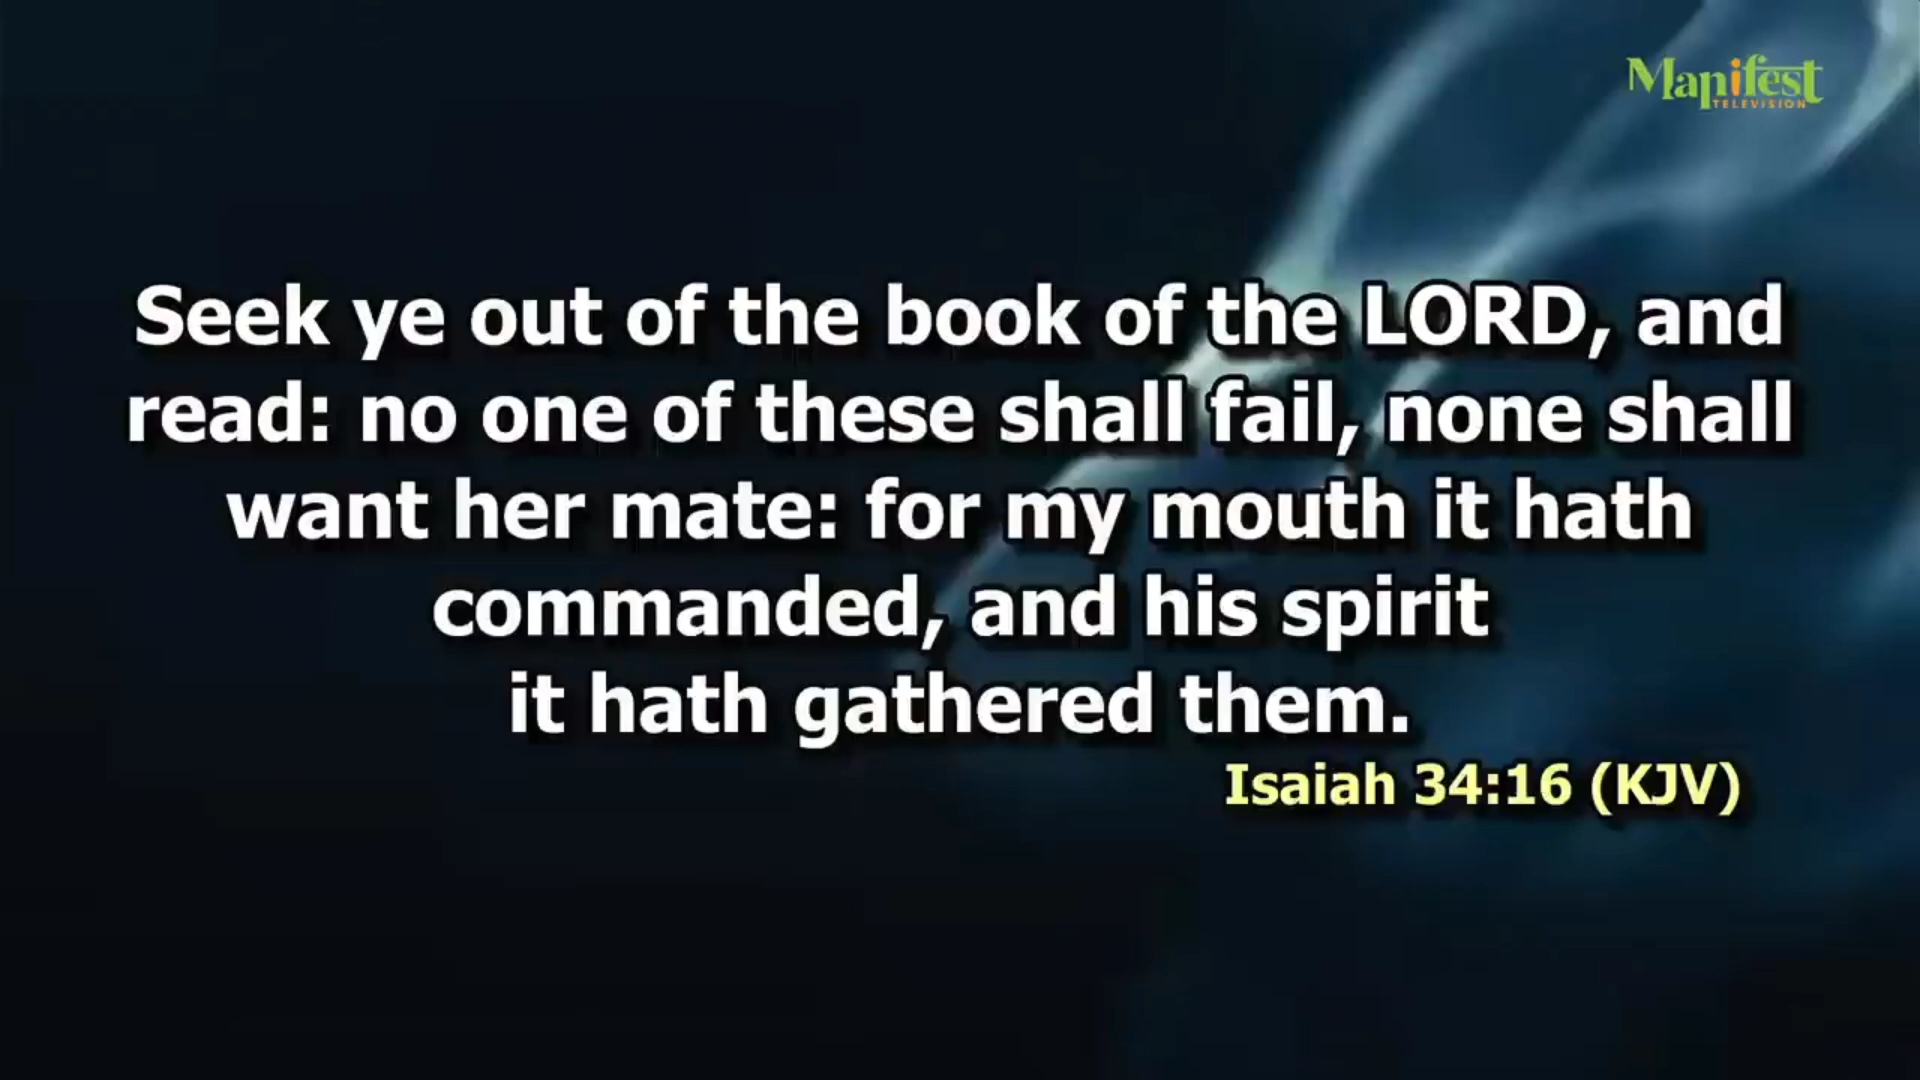 Manifest
TELEVISION
Seek ye out of the book of the LORD, and
read: no one of these shall fail, none shall
want her mate: for my mouth it hath
commanded, and his spirit
it hath gathered them.
Isaiah 34:16 (KJV)